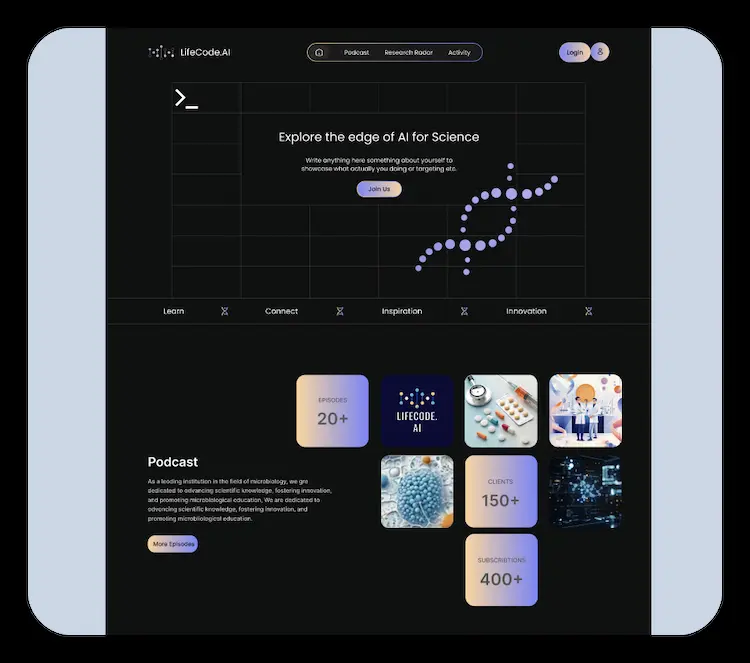 LifeCode.AI
Podcast
Research Radar
Activity
Login
>_
Explore the edge of AI for Science
Write anything here something about yourself to
showcase what actually you doing or targeting etc.
Join Us
Learn
Connect
Inspiration
Innovation
EPISODES
20+
LIFECODE.
AI
Podcast
As a leading institution in the field of microbiology, we are
dedicated to advancing scientific knowledge, fostering innovation,
and promoting microbiological education. We are dedicated to
advancing scientific knowledge, fostering innovation, and
promoting microbliological education.
More Episodes
CLIENTS
150+
SUBSCRIBTIONS
400+